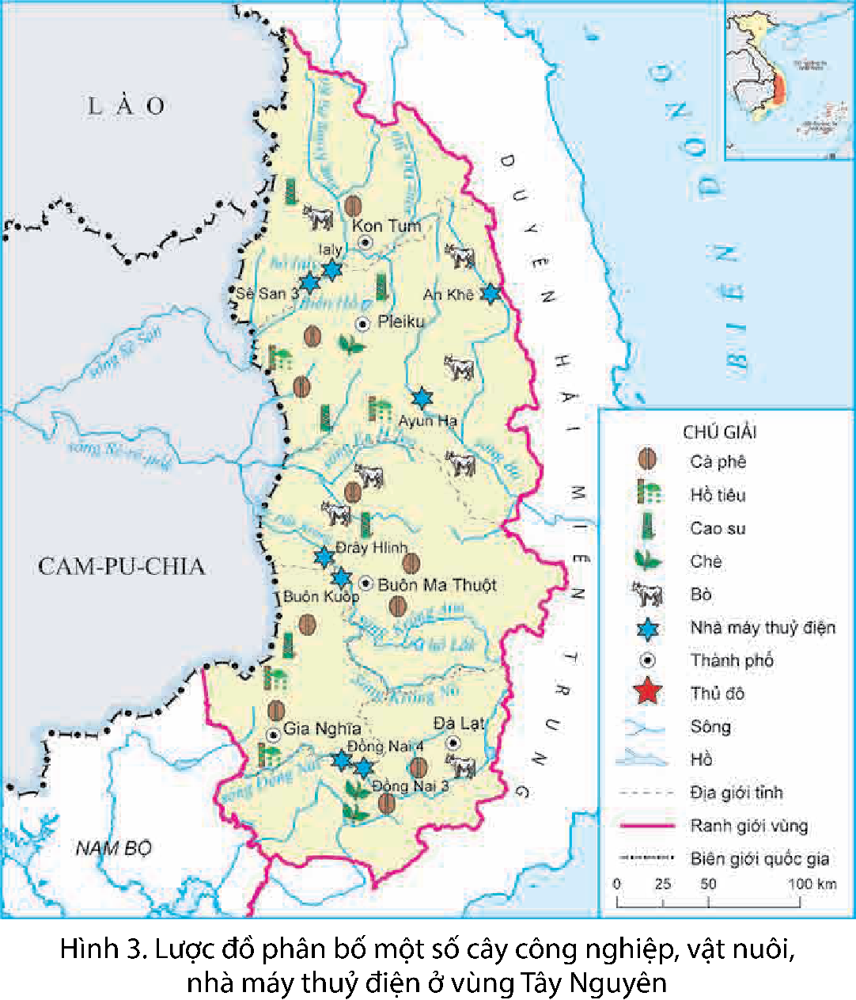 LÀO
CAM-PU-CHIA
NAM BỘ
BIỂN ĐÔNG
DUYÊN HẢI MIỀN TRUNG
Kon Tum
Ialy
Sê San 3
An Khê
Pleiku
Ayun Hạ
sông Sê San
sông Ba
Đrây Hlinh
Buôn Ma Thuột
Buôn Kuôp
hồ Lắk
Sông Krông Nô
Gia Nghĩa
Đà Lạt
Đồng Nai 4
Đồng Nai 3
sông Đồng Nai
CHÚ GIẢI
Cà phê
Hồ tiêu
Cao su
Chè
Bò
Nhà máy thuỷ điện
Thành phố
Thủ đô
Sông
Hồ
Địa giới tỉnh
Ranh giới vùng
Biên giới quốc gia
0 25 50 100 km
Hình 3. Lược đồ phân bố một số cây công nghiệp, vật nuôi,
nhà máy thuỷ điện ở vùng Tây Nguyên